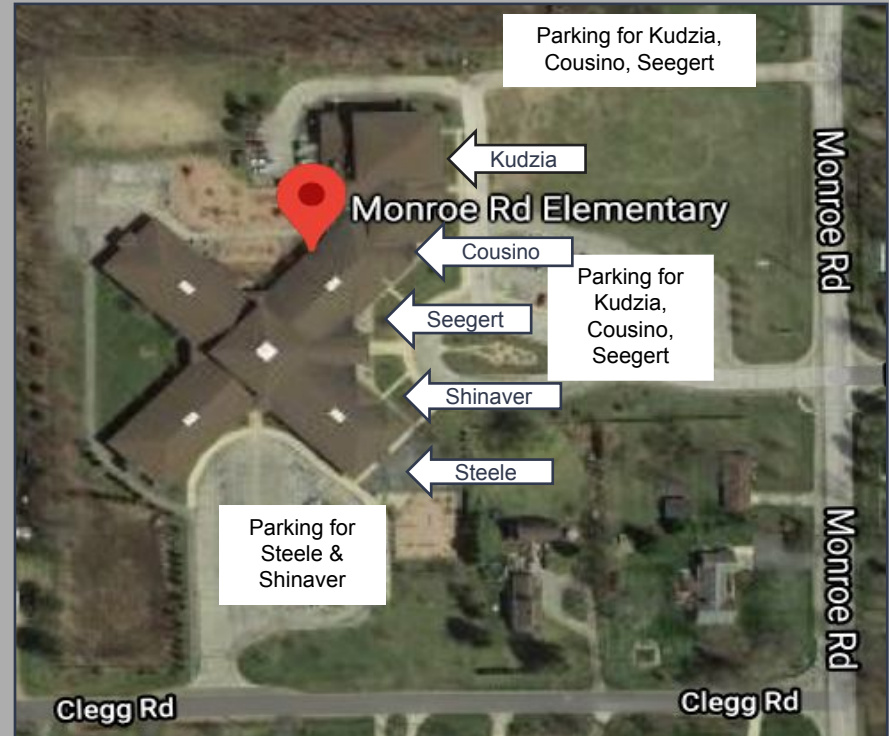 Parking for Kudzia,
Cousino, Seegert
Kudzia
Monroe Rd
Monroe Rd Elementary
Cousino
Parking for
Kudzia,
Cousino,
Seegert
Seegert
Shinaver
Steele
Parking for
Steele &
Shinaver
Monroe Rd
Clegg Rd
Clegg Rd